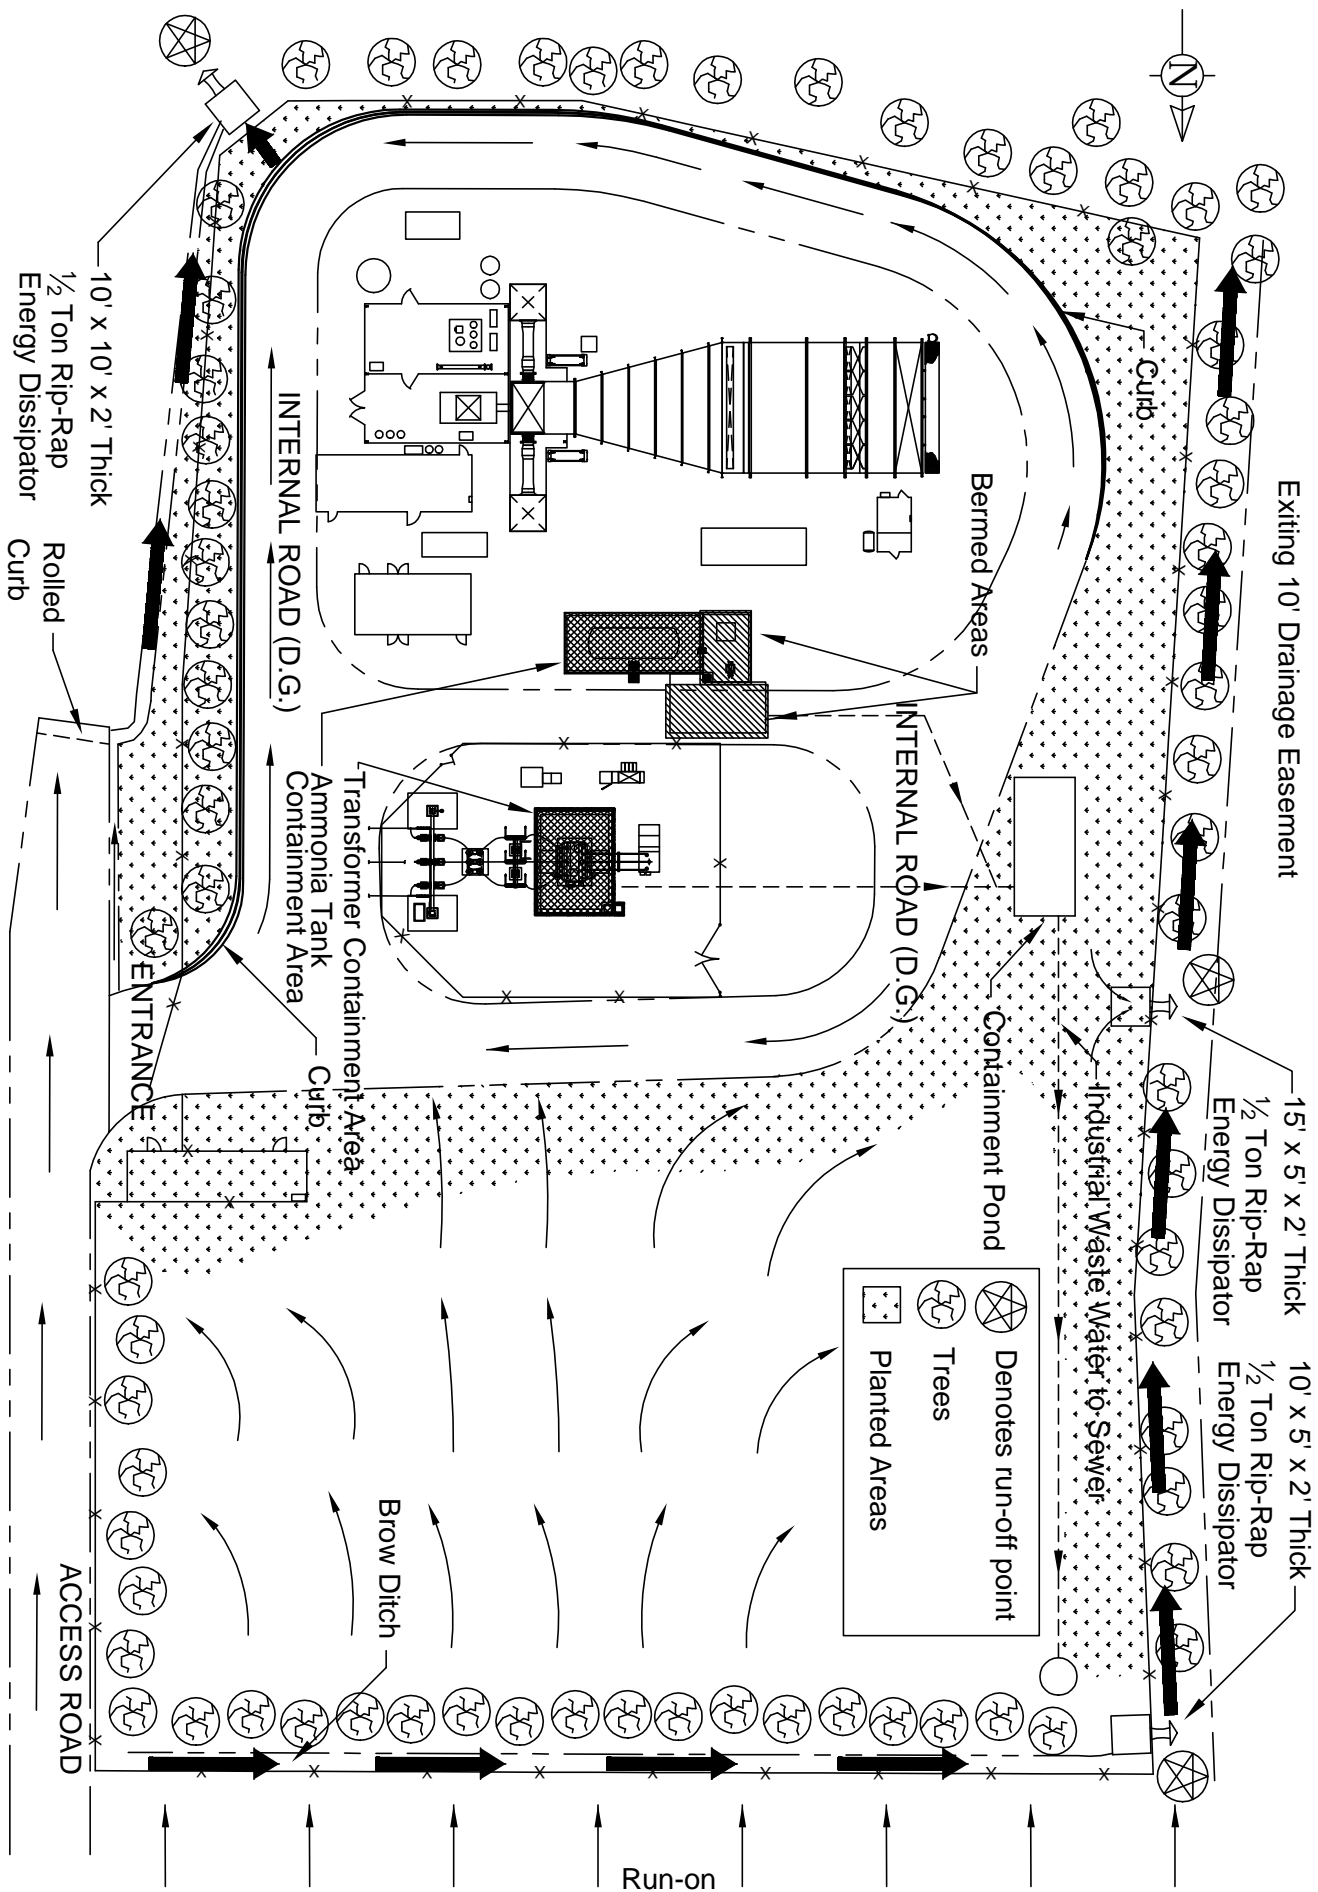 N
Exiting 10' Drainage Easement
15' x 5' x 2' Thick
½ Ton Rip-Rap
Energy Dissipator
10' x 5' x 2' Thick
½ Ton Rip-Rap
Energy Dissipator
Curb
Bermed Areas
INTERNAL ROAD (D.G.)
Containment Pond
Industrial Waste Water to Sewer
Denotes run-off point
Trees
Planted Areas
Transformer Containment Area
Ammonia Tank
Containment Area
Curb
INTERNAL ROAD (D.G.)
Brow Ditch
ENTRANCE
10' x 10' x 2' Thick
½ Ton Rip-Rap
Energy Dissipator
Rolled
Curb
ACCESS ROAD
Run-on